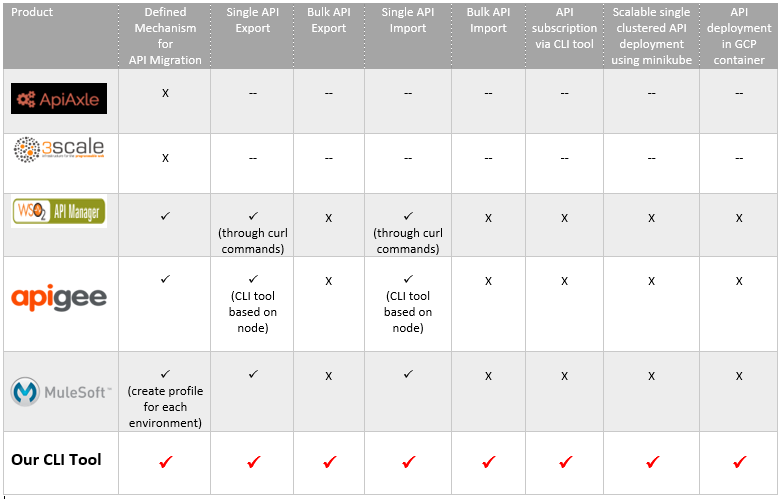 Product Defined Mechanism for API Migration Single API Export Bulk API Export Single API Import Bulk API Import API subscription via CLI tool Scalable single clustered API deployment using minikube API deployment in GCP container
ApiAxle X -- -- -- -- -- -- --
3scale X -- -- -- -- -- -- --
WSO2 API Manager ✓ ✓ (through curl commands) X ✓ (through curl commands) X X X X
apigee ✓ ✓ (CLI tool based on node) X ✓ (CLI tool based on node) X X X X
MuleSoft™ ✓ (create profile for each environment) ✓ X ✓ X X X X
Our CLI Tool ✓ ✓ ✓ ✓ ✓ ✓ ✓ ✓